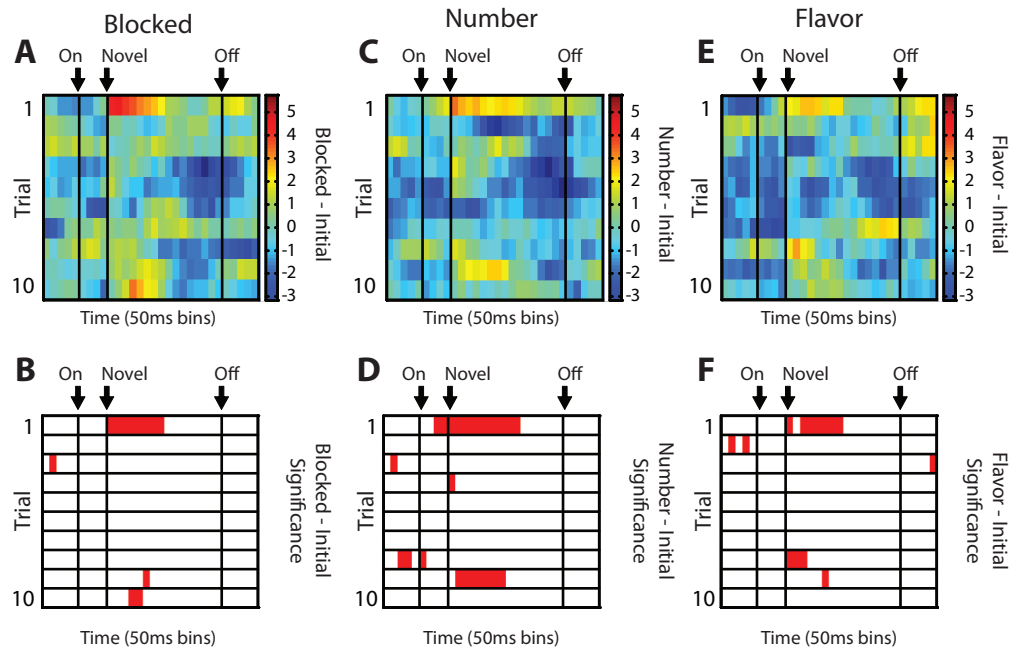 Blocked
Number
Flavor
A
On
Novel
Off
1
Trial
10
Time (50ms bins)
5
4
3
2
1
0
-1
-2
-3
Blocked - Initial
C
On
Novel
Off
1
Trial
10
Time (50ms bins)
5
4
3
2
1
0
-1
-2
-3
Number - Initial
E
On
Novel
Off
1
Trial
10
Time (50ms bins)
5
4
3
2
1
0
-1
-2
-3
Flavor - Initial
B
On
Novel
Off
1
Trial
10
Time (50ms bins)
Blocked - Initial
Significance
D
On
Novel
Off
1
Trial
10
Time (50ms bins)
Number - Initial
Significance
F
On
Novel
Off
1
Trial
10
Time (50ms bins)
Flavor - Initial
Significance